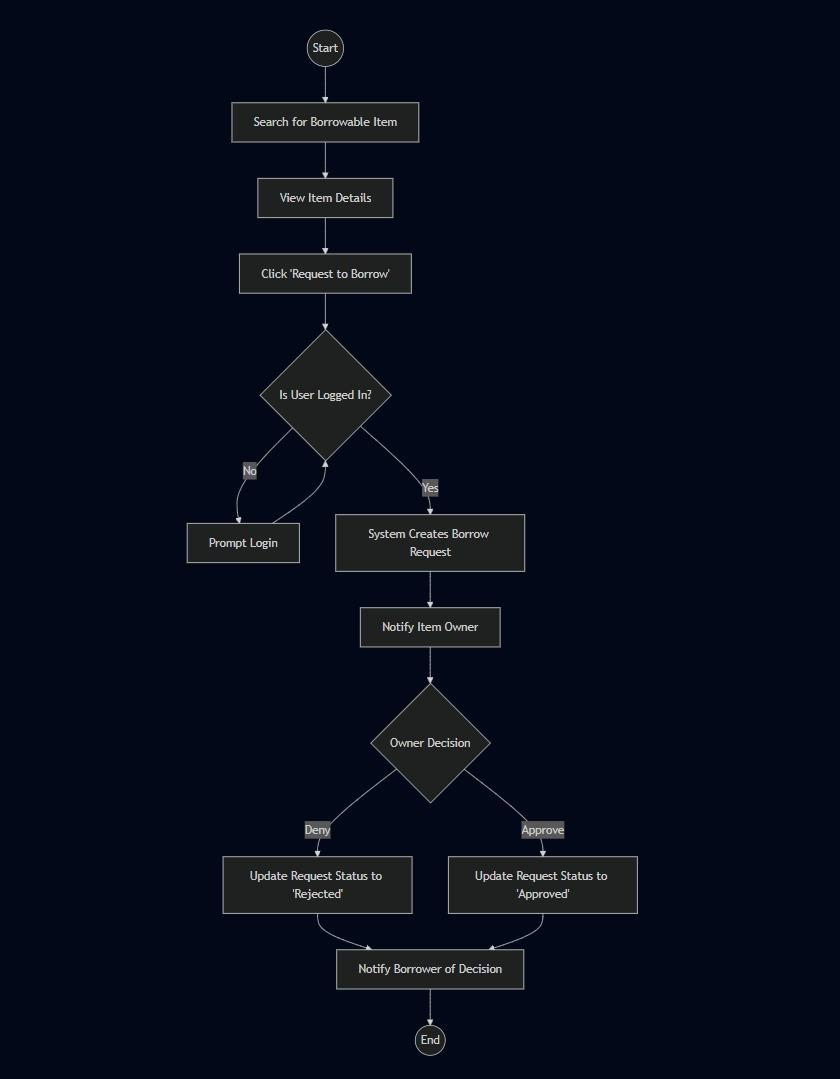 Start
Search for Borrowable Item
View Item Details
Click 'Request to Borrow'
Is User Logged In?
No
Yes
Prompt Login
System Creates Borrow
Request
Notify Item Owner
Owner Decision
Deny
Approve
Update Request Status to
'Rejected'
Update Request Status to
'Approved'
Notify Borrower of Decision
End